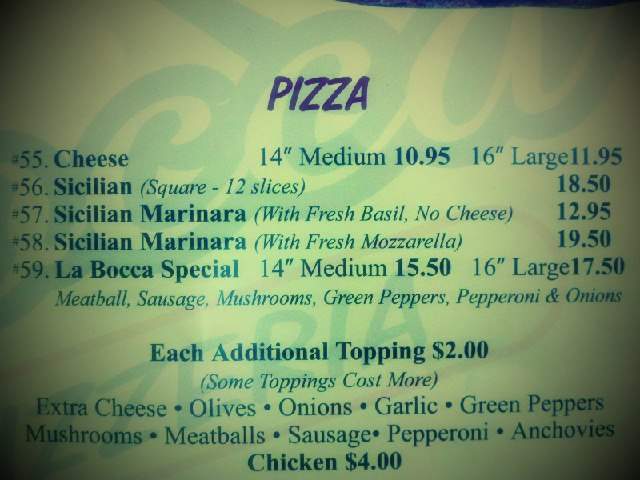 PIZZA
#55. Cheese 14" Medium 10.95 16" Large11.95
#56. Sicilian (Square - 12 slices) 18.50
#57. Sicilian Marinara (With Fresh Basil, No Cheese) 12.95
#58. Sicilian Marinara (With Fresh Mozzarella) 19.50
#59. La Bocca Special 14" Medium 15.50 16" Large17.50
Meatball, Sausage, Mushrooms, Green Peppers, Pepperoni & Onions
Each Additional Topping $2.00
(Some Toppings Cost More)
Extra Cheese • Olives • Onions • Garlic • Green Peppers
Mushrooms • Meatballs • Sausage• Pepperoni • Anchovies
Chicken $4.00